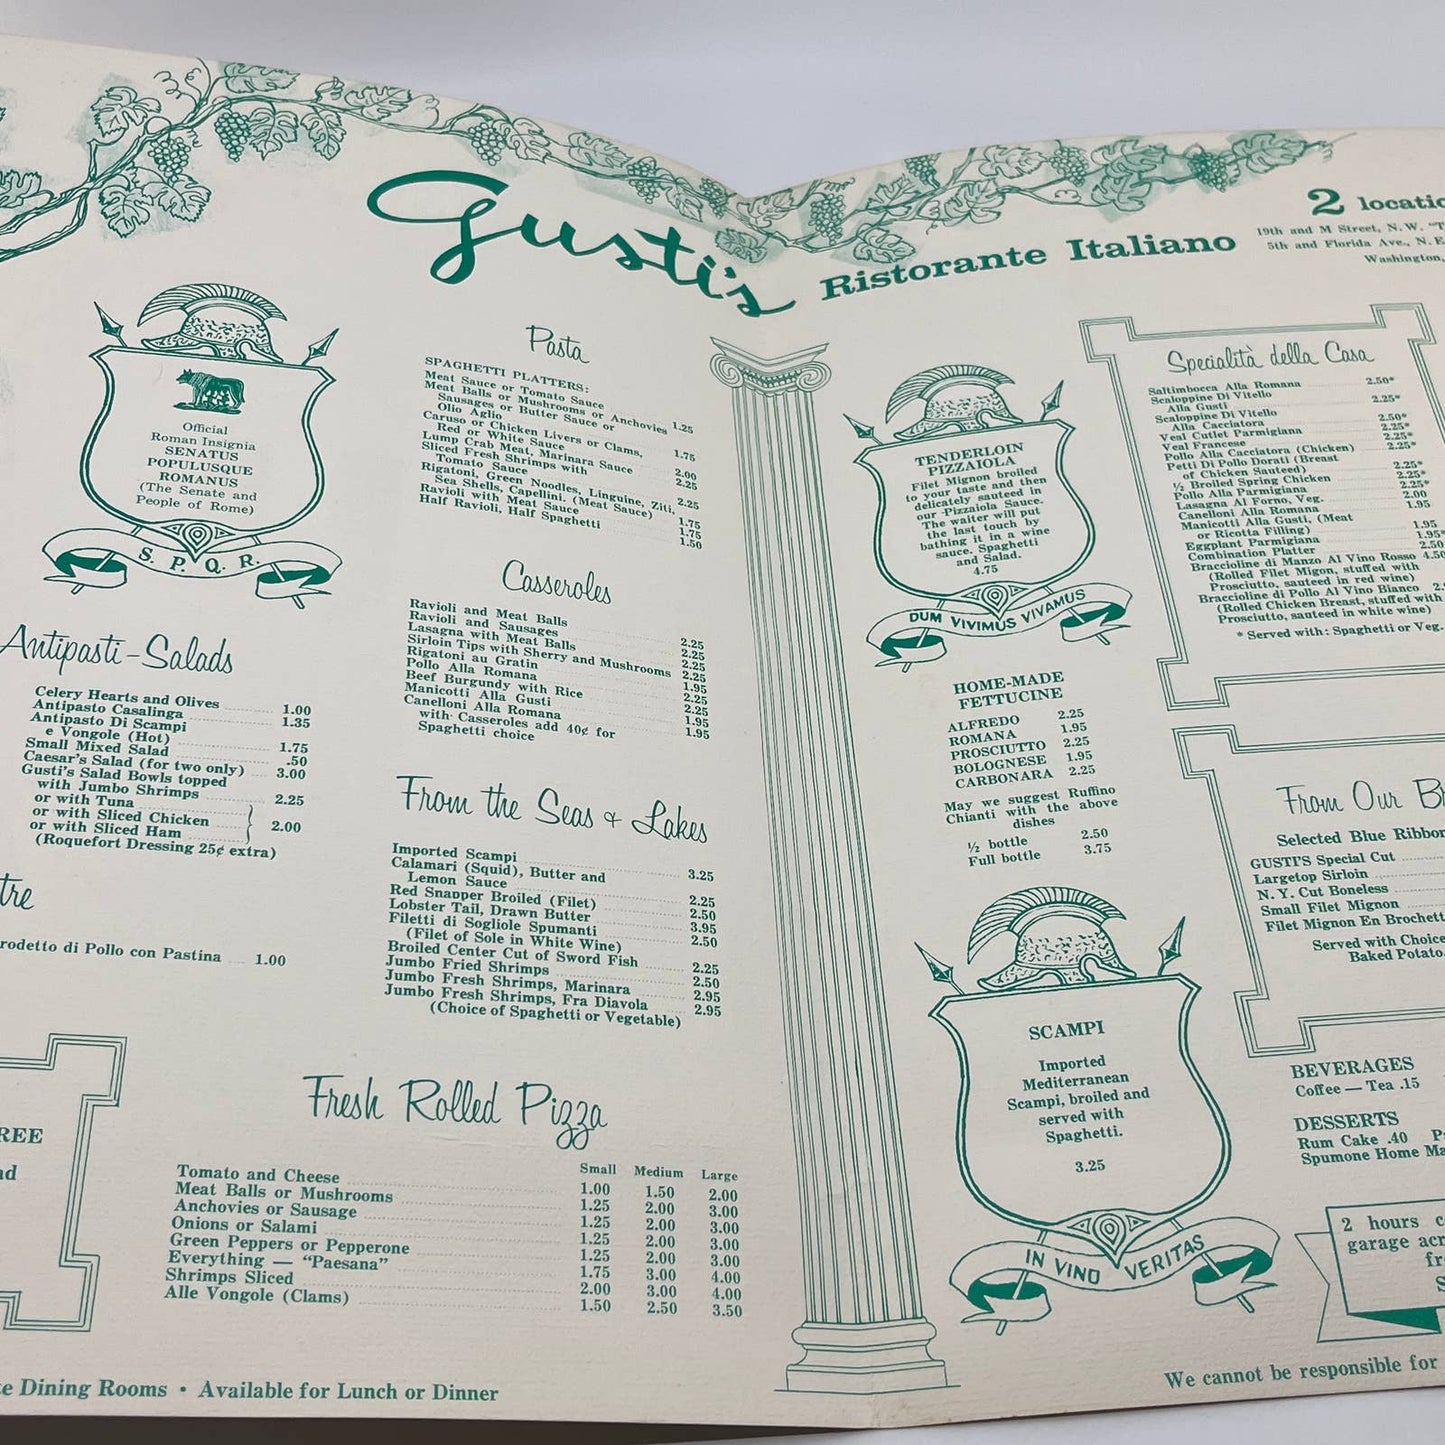 Gusti's
Ristorante Italiano
2 locatio
19th and M Street, N.W. "T
5th and Florida Ave., N.E
Washington,
Official
Roman Insignia
SENATUS
POPULUSQUE
ROMANUS
(The Senate and
People of Rome)
S. P. Q. R.
Antipasti - Salads
Celery Hearts and Olives 1.00
Antipasto Casalinga 1.35
Antipasto Di Scampi
e Vongole (Hot) 1.75
Small Mixed Salad .50
Caesar's Salad (for two only) 3.00
Gusti's Salad Bowls topped
with Jumbo Shrimps 2.25
or with Tuna
or with Sliced Chicken 2.00
or with Sliced Ham
(Roquefort Dressing 25¢ extra)
tre
rodetto di Pollo con Pastina 1.00
REE
Pasta
SPAGHETTI PLATTERS:
Meat Sauce or Tomato Sauce
Meat Balls or Mushrooms or Anchovies 1.25
Sausages or Butter Sauce or
Olio Aglio
Caruso or Chicken Livers or Clams, 1.75
Red or White Sauce
Lump Crab Meat, Marinara Sauce 2.00
Sliced Fresh Shrimps with 2.25
Tomato Sauce
Rigatoni, Green Noodles, Linguine, Ziti, 2.25
Sea Shells, Capellini. (Meat Sauce) 1.75
Ravioli with Meat Sauce 1.75
Half Ravioli, Half Spaghetti 1.50
Casseroles
Ravioli and Meat Balls 2.25
Ravioli and Sausages 2.25
Lasagna with Meat Balls 2.25
Sirloin Tips with Sherry and Mushrooms 2.25
Rigatoni au Gratin 1.95
Pollo Alla Romana 2.25
Beef Burgundy with Rice 2.25
Manicotti Alla Gusti 1.95
Canelloni Alla Romana 1.95
with Casseroles add 40¢ for
Spaghetti choice
From the Seas & Lakes
Imported Scampi 3.25
Calamari (Squid), Butter and
Lemon Sauce 2.25
Red Snapper Broiled (Filet) 2.50
Lobster Tail, Drawn Butter 3.95
Filetti di Sogliole Spumanti 2.50
(Filet of Sole in White Wine)
Broiled Center Cut of Sword Fish 2.25
Jumbo Fried Shrimps 2.50
Jumbo Fresh Shrimps, Marinara 2.95
Jumbo Fresh Shrimps, Fra Diavola 2.95
(Choice of Spaghetti or Vegetable)
Fresh Rolled Pizza
Small Medium Large
Tomato and Cheese 1.00 1.50 2.00
Meat Balls or Mushrooms 1.25 2.00 3.00
Anchovies or Sausage 1.25 2.00 3.00
Onions or Salami 1.25 2.00 3.00
Green Peppers or Pepperone 1.25 2.00 3.00
Everything — "Paesana" 1.75 3.00 4.00
Shrimps Sliced 2.00 3.00 4.00
Alle Vongole (Clams) 1.50 2.50 3.50
Dining Rooms • Available for Lunch or Dinner
TENDERLOIN
PIZZAIOLA
Filet Mignon broiled
to your taste and then
delicately sauteed in
our Pizzaiola Sauce.
The waiter will put
the last touch by
bathing it in a wine
sauce. Spaghetti
and Salad.
4.75
DUM VIVIMUS VIVAMUS
HOME-MADE
FETTUCINE
ALFREDO 2.25
ROMANA 1.95
PROSCIUTTO 2.25
BOLOGNESE 1.95
CARBONARA 2.25
May we suggest Ruffino
Chianti with the above
dishes
½ bottle 2.50
Full bottle 3.75
SCAMPI
Imported
Mediterranean
Scampi, broiled and
served with
Spaghetti.
3.25
IN VINO VERITAS
Specialità della Casa
Saltimbocca Alla Romana 2.50*
Scaloppine Di Vitello
Alla Gusti 2.25*
Scaloppine Di Vitello
Alla Cacciatora 2.50*
Veal Cutlet Parmigiana 2.25*
Veal Francese 2.25*
Pollo Alla Cacciatora (Chicken) 2.25*
Petti Di Pollo Dorati (Breast
of Chicken Sauteed) 2.25*
½ Broiled Spring Chicken 2.25*
Pollo Alla Parmigiana 2.25*
Lasagna Al Forno, Veg. 2.00
Canelloni Alla Romana 1.95
Manicotti Alla Gusti, (Meat
or Ricotta Filling) 1.95
Eggplant Parmigiana 1.95*
Combination Platter 2.50
Braccioline di Manzo Al Vino Rosso 4.50
(Rolled Filet Migon, stuffed with
Prosciutto, sauteed in red wine)
Braccioline di Pollo Al Vino Bianco 2.
(Rolled Chicken Breast, stuffed with
Prosciutto, sauteed in white wine)
* Served with: Spaghetti or Veg.
From Our B
Selected Blue Ribbon
GUSTI'S Special Cut
Largetop Sirloin
N. Y. Cut Boneless
Small Filet Mignon
Filet Mignon En Brochett
Served with Choice
Baked Potato.
BEVERAGES
Coffee — Tea .15
DESSERTS
Rum Cake .40
Spumone Home Ma
2 hours
garage acr
fr
We cannot be responsible for